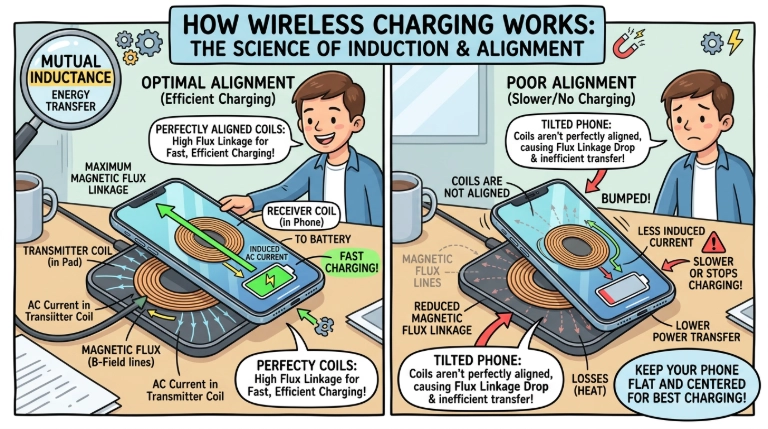 HOW WIRELESS CHARGING WORKS:
THE SCIENCE OF INDUCTION & ALIGNMENT
MUTUAL
INDUCTANCE
ENERGY
TRANSFER
OPTIMAL ALIGNMENT
(Efficient Charging)
PERFECTLY ALIGNED COILS:
High Flux Linkage for
Fast, Efficient Charging!
MAXIMUM
MAGNETIC FLUX
LINKAGE
RECEIVER COIL
(in Phone)
TO BATTERY
INDUCED
AC CURRENT
FAST
CHARGING!
TRANSMITTER COIL
(in Pad)
AC Current in
Transiitter Coil
MAGNETIC FLUX
(B-Field lines)
AC Current in
Transmitter Coil
PERFECTY COILS:
High Flux Linkage for
Fast, Efficient Charging!
POOR ALIGNMENT
(Slower/No Charging)
TILTED PHONE:
Coils aren't perfectly aligned,
causing Flux Linkage Drop
& inefficient transfer!
COILS ARE
NOT ALIGNED
BUMPED!
LESS INDUCED
CURRENT
MAGNETIC
FLUX
LINES
SLOWER
OR STOPS
CHARGING!
REDUCED
MAGNETIC
FLUX LINKAGE
LOWER
POWER TRANSFER
TILTED PHONE:
Coils aren't perfectly aligned,
causing Flux Linkage Drop
& inefficient transfer!
LOSSES
(HEAT)
KEEP YOUR PHONE
FLAT AND CENTERED
FOR BEST CHARGING!